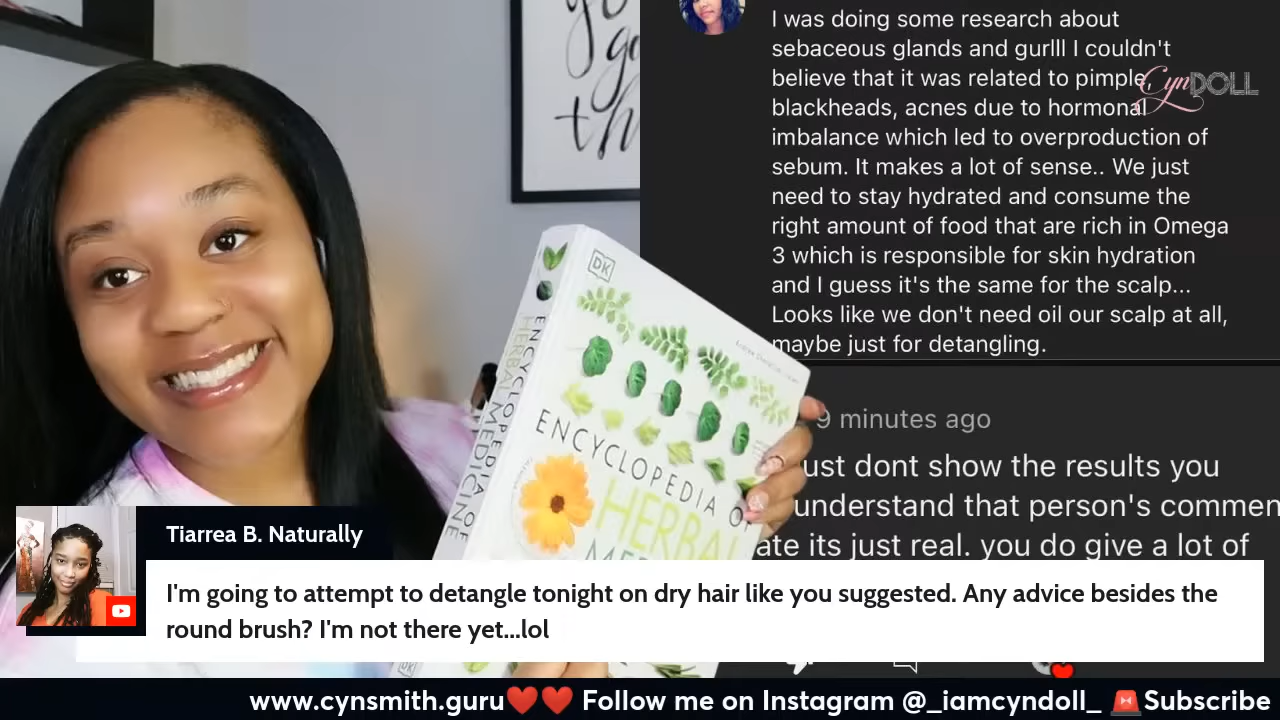 I was doing some research about
sebaceous glands and gurlll I couldn't
believe that it was related to pimple
CynDOLL
blackheads, acnes due to hormonal
imbalance which led to overproduction of
sebum. It makes a lot of sense.. We just
need to stay hydrated and consume the
right amount of food that are rich in Omega
3 which is responsible for skin hydration
and I guess it's the same for the scalp...
Looks like we don't need oil our scalp at all,
maybe just for detangling.
9 minutes ago
ust dont show the results you
understand that person's commen
ate its just real. you do give a lot of
DK
ENCYCLOPEDIA OF
HERBAL
ENCYCLOPEDIA OF
HERBAL MEDICINE
DK
Tiarrea B. Naturally
I'm going to attempt to detangle tonight on dry hair like you suggested. Any advice besides the
round brush? I'm not there yet...lol
www.cynsmith.guru❤️❤️ Follow me on Instagram @_iamcyndoll_ 🚨Subscribe